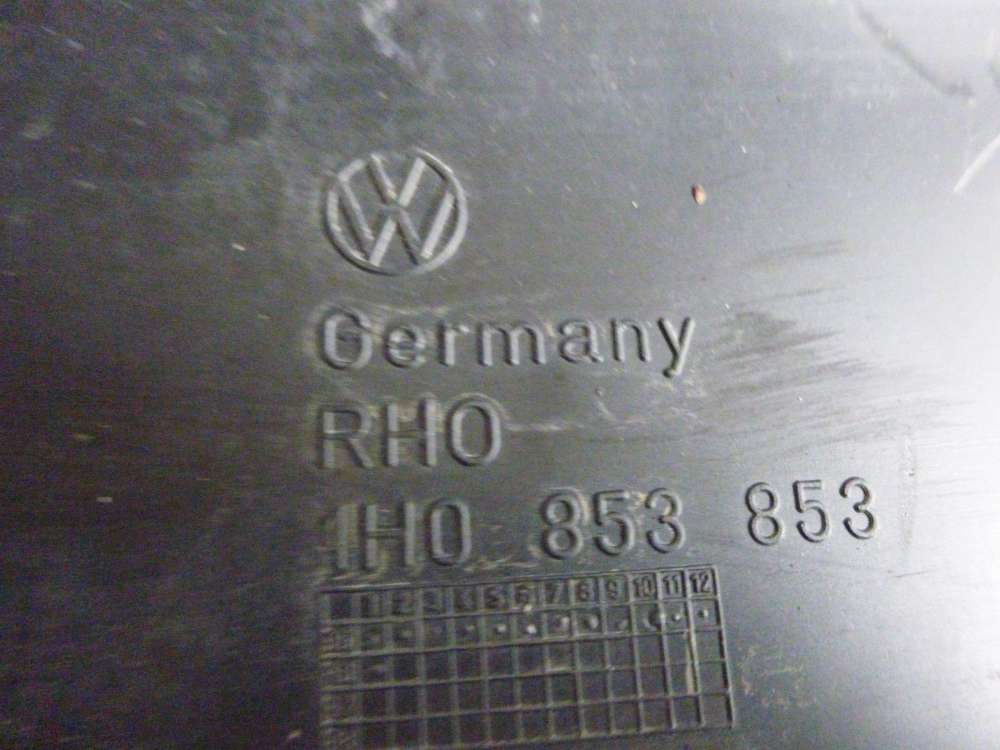 Germany
RHO
1H0 853 853
1 2 3 4 5 6 7 8 9 10 11 12